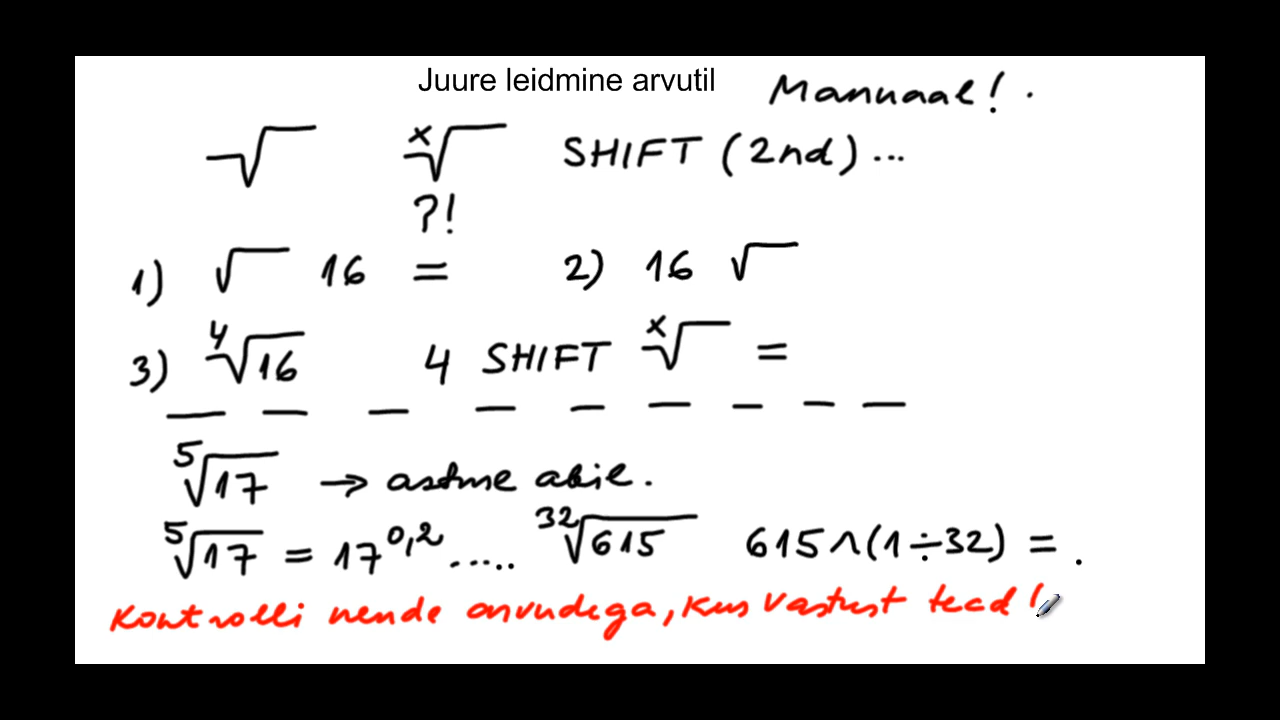 Juure leidmine arvutil Manuaal! .
√ ˣ√ SHIFT (2nd) ...
?!
1) √ 16 = 2) 16 √
3) ⁴√16 4 SHIFT ˣ√ =
⁵√17 → astme abil.
⁵√17 = 17^0,2 ..... ³²√615 615∧(1÷32) = .
Kontrolli nende arvudega, kus vastust tead!